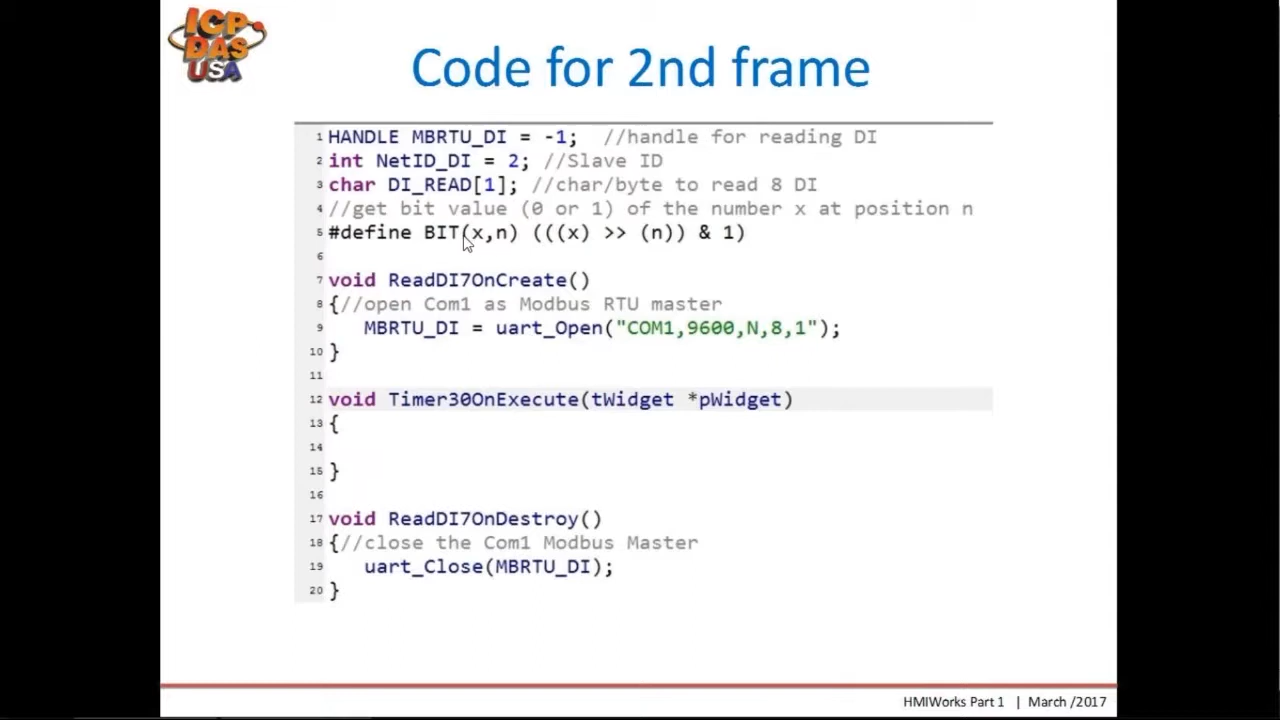 ICP
DAS
USA
Code for 2nd frame
1 HANDLE MBRTU_DI = -1;  //handle for reading DI
2 int NetID_DI = 2; //Slave ID
3 char DI_READ[1]; //char/byte to read 8 DI
4 //get bit value (0 or 1) of the number x at position n
5 #define BIT(x,n) (((x) >> (n)) & 1)
6
7 void ReadDI7OnCreate()
8 {//open Com1 as Modbus RTU master
9    MBRTU_DI = uart_Open("COM1,9600,N,8,1");
10 }
11
12 void Timer30OnExecute(tWidget *pWidget)
13 {
14
15 }
16
17 void ReadDI7OnDestroy()
18 {//close the Com1 Modbus Master
19    uart_Close(MBRTU_DI);
20 }
HMIWorks Part 1 | March /2017